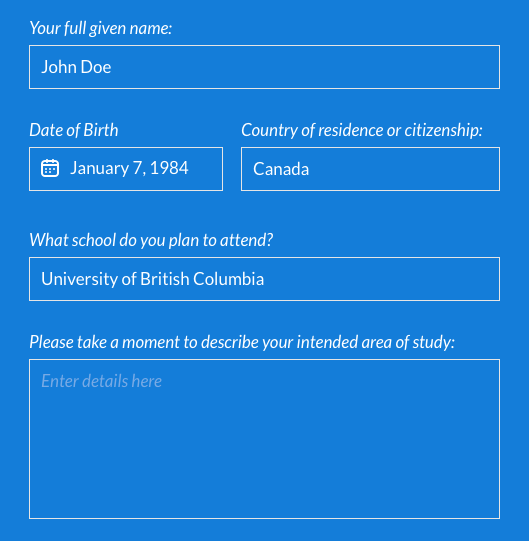 Your full given name:
John Doe
Date of Birth
Country of residence or citizenship:
January 7, 1984
Canada
What school do you plan to attend?
University of British Columbia
Please take a moment to describe your intended area of study:
Enter details here